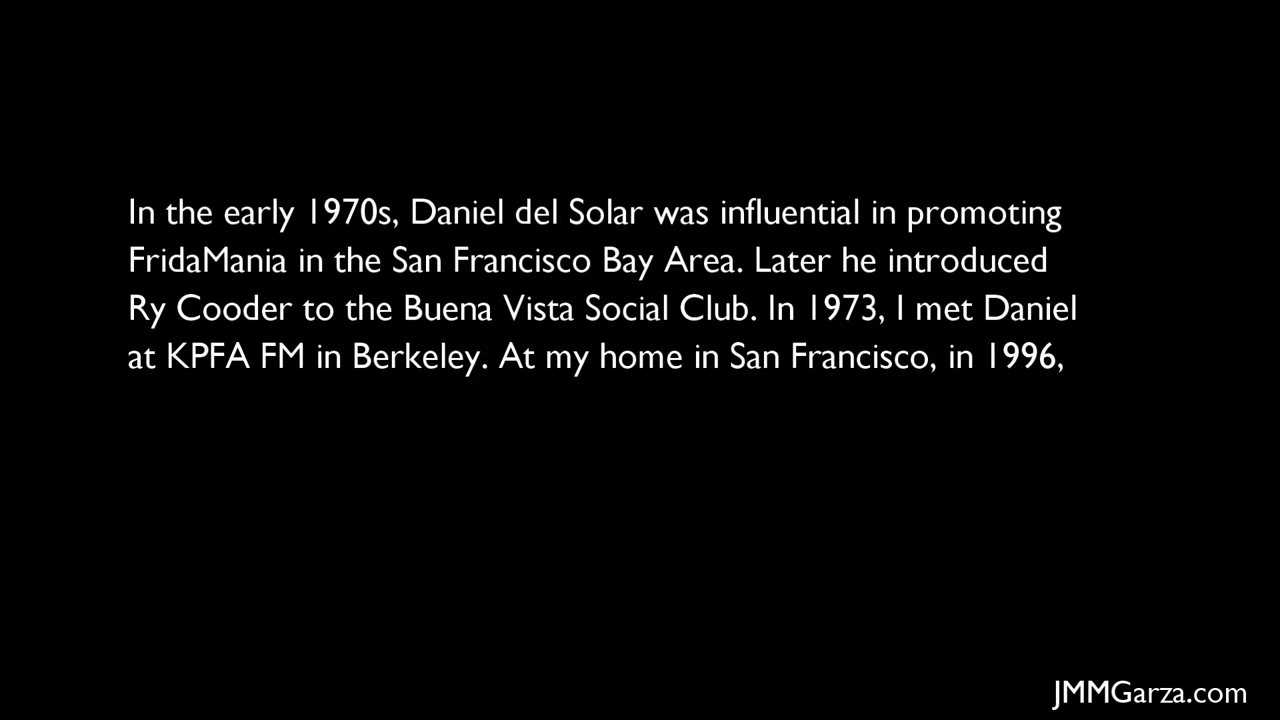 In the early 1970s, Daniel del Solar was influential in promoting
FridaMania in the San Francisco Bay Area. Later he introduced
Ry Cooder to the Buena Vista Social Club. In 1973, I met Daniel
at KPFA FM in Berkeley. At my home in San Francisco, in 1996,
JMMGarza.com